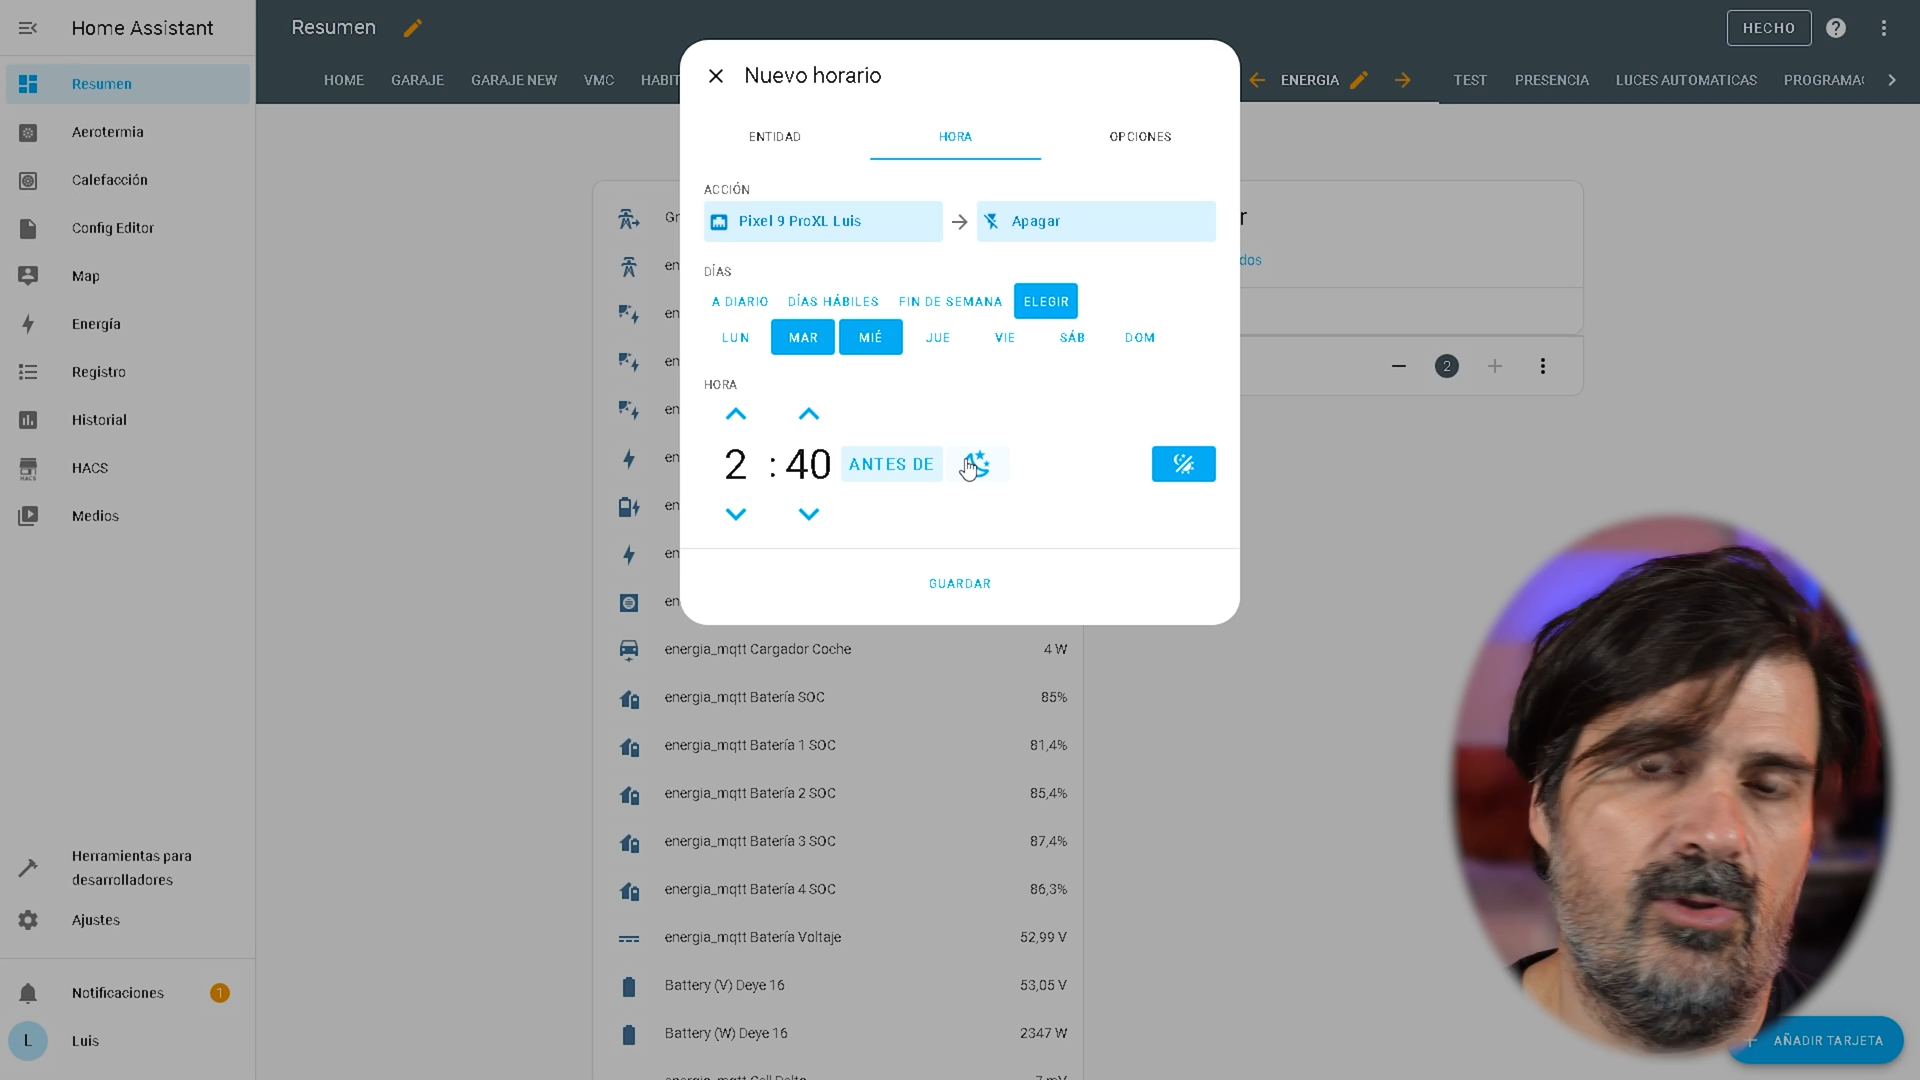 Home Assistant
Resumen
HECHO
HOME
GARAJE
GARAJE NEW
VMC
HABIT
ENERGIA
TEST
PRESENCIA
LUCES AUTOMATICAS
PROGRAMA
Resumen
Aerotermia
Calefacción
Config Editor
Map
Energía
Registro
Historial
HACS
Medios
Herramientas para
desarrolladores
Ajustes
Notificaciones
1
L
Luis
Nuevo horario
ENTIDAD
HORA
OPCIONES
ACCIÓN
Pixel 9 ProXL Luis
Apagar
DÍAS
A DIARIO
DÍAS HÁBILES
FIN DE SEMANA
ELEGIR
LUN
MAR
MIÉ
JUE
VIE
SÁB
DOM
HORA
2 : 40
ANTES DE
GUARDAR
2
energia_mqtt Cargador Coche 4 W
energia_mqtt Batería SOC 85%
energia_mqtt Batería 1 SOC 81,4%
energia_mqtt Batería 2 SOC 85,4%
energia_mqtt Batería 3 SOC 87,4%
energia_mqtt Batería 4 SOC 86,3%
energia_mqtt Batería Voltaje 52,99 V
Battery (V) Deye 16 53,05 V
Battery (W) Deye 16 2347 W
AÑADIR TARJETA